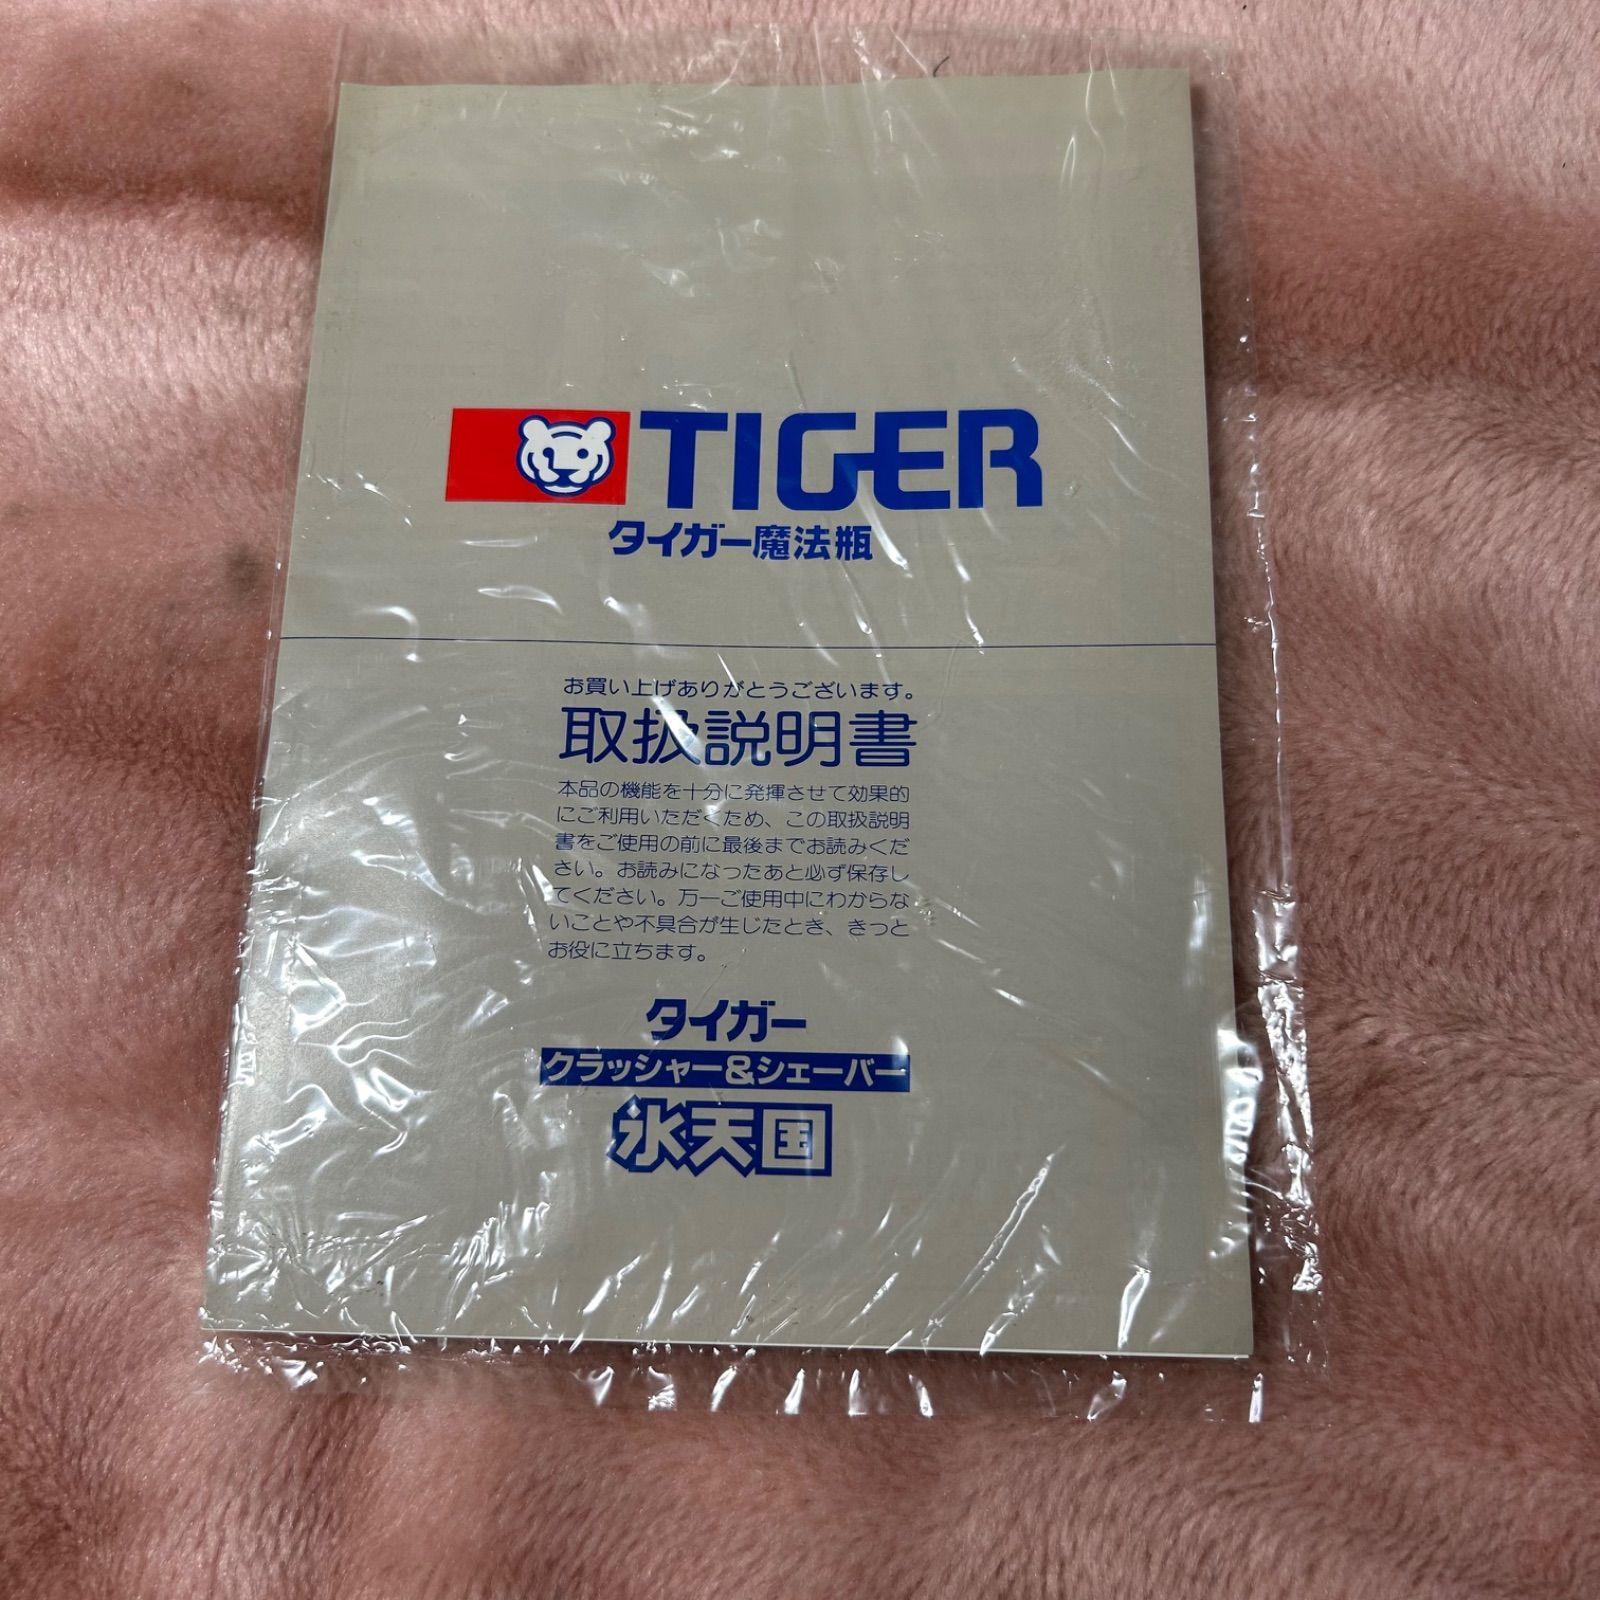 TIGER
タイガー魔法瓶
お買い上げありがとうございます。
取扱説明書
本品の機能を十分に発揮させて効果的
にご利用いただくため、この取扱説明
書をご使用の前に最後までお読みくだ
さい。お読みになったあと必ず保存し
てください。万一ご使用中にわからな
いことや不具合が生じたとき、きっと
お役に立ちます。
タイガー
クラッシャー&シェーバー
氷天国